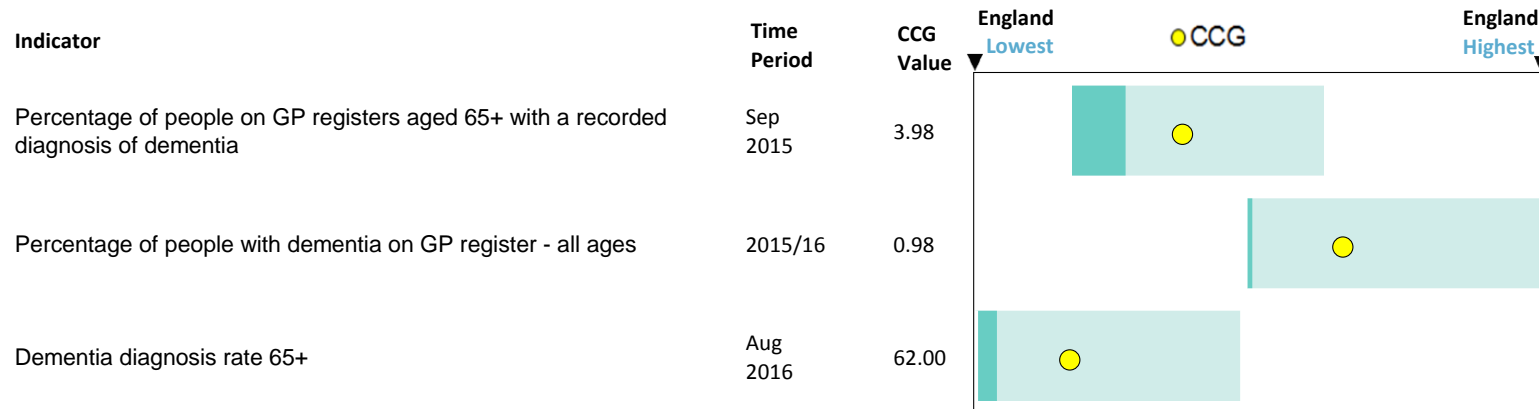 Indicator
Time
Period
CCG
Value
England
Lowest
CCG
England
Highest
Percentage of people on GP registers aged 65+ with a recorded
diagnosis of dementia
Sep
2015
3.98
Percentage of people with dementia on GP register - all ages
2015/16
0.98
Dementia diagnosis rate 65+
Aug
2016
62.00